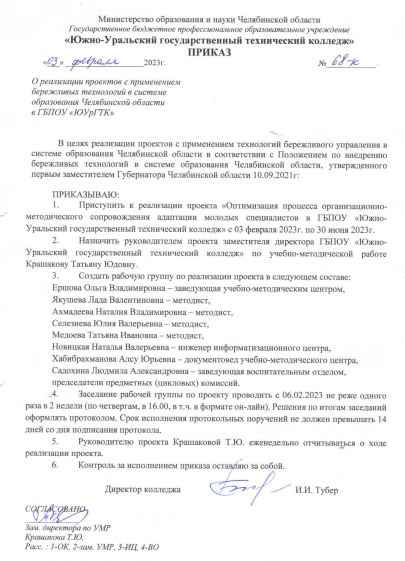 Министерство образования и науки Челябинской области
Государственное бюджетное профессиональное образовательное учреждение
«Южно-Уральский государственный технический колледж»
ПРИКАЗ
«03» февраля 2023г. № 68-к
О реализации проектов с применением
бережливых технологий в системе
образования Челябинской области
в ГБПОУ «ЮУрГТК»
В целях реализации проектов с применением технологий бережливого управления в
системе образования Челябинской области в соответствии с Положением по внедрению
бережливых технологий в системе образования Челябинской области, утвержденного
первым заместителем Губернатора Челябинской области 10.09.2021г:
ПРИКАЗЫВАЮ:
1. Приступить к реализации проекта «Оптимизация процесса организационно-
методического сопровождения адаптации молодых специалистов в ГБПОУ «Южно-
Уральский государственный технический колледж» с 03 февраля 2023г. по 30 июня 2023г.
2. Назначить руководителем проекта заместителя директора ГБПОУ «Южно-
Уральский государственный технический колледж» по учебно-методической работе
Крашакову Татьяну Юдовну.
3. Создать рабочую группу по реализации проекта в следующем составе:
Ершова Ольга Владимировна – заведующая учебно-методическим центром,
Якушева Лада Валентиновна – методист,
Ахмадеева Наталия Владимировна – методист,
Селезнева Юлия Валерьевна – методист,
Медоева Татьяна Ивановна – методист,
Новицкая Наталья Валерьевна – инженер информатизационного центра,
Хабибрахманова Алсу Юрьевна – документовед учебно-методического центра,
Садохина Людмила Александровна – заведующая воспитательным отделом,
председатели предметных (цикловых) комиссий.
4. Заседание рабочей группы по проекту проводить с 06.02.2023 не реже одного
раза в 2 недели (по четвергам, в 16.00, в т.ч. в формате он-лайн). Решения по итогам заседаний
оформлять протоколом. Срок исполнения протокольных поручений не должен превышать 14
дней со дня подписания протокола.
5. Руководителю проекта Крашаковой Т.Ю. еженедельно отчитываться о ходе
реализации проекта.
6. Контроль за исполнением приказа оставляю за собой.
Директор колледжа И.И. Тубер
СОГЛАСОВАНО
Зам. директора по УМР
Крашакова Т.Ю.
Расс. : 1-ОК, 2-зам. УМР, 3-ИЦ, 4-ВО